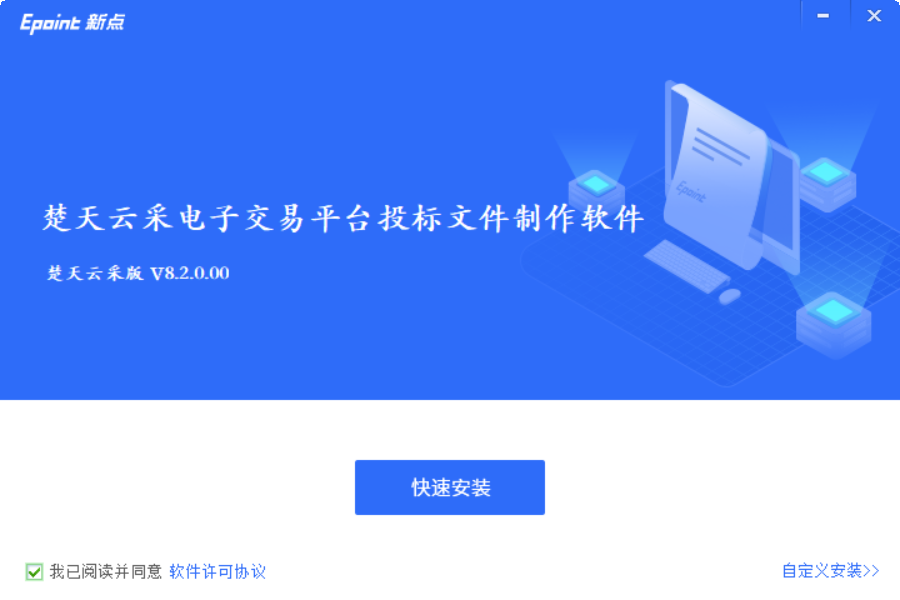 Epoint 新点
楚天云采电子交易平台投标文件制作软件
楚天云采版 V8.2.0.00
Epoint
快速安装
我已阅读并同意 软件许可协议
自定义安装>>